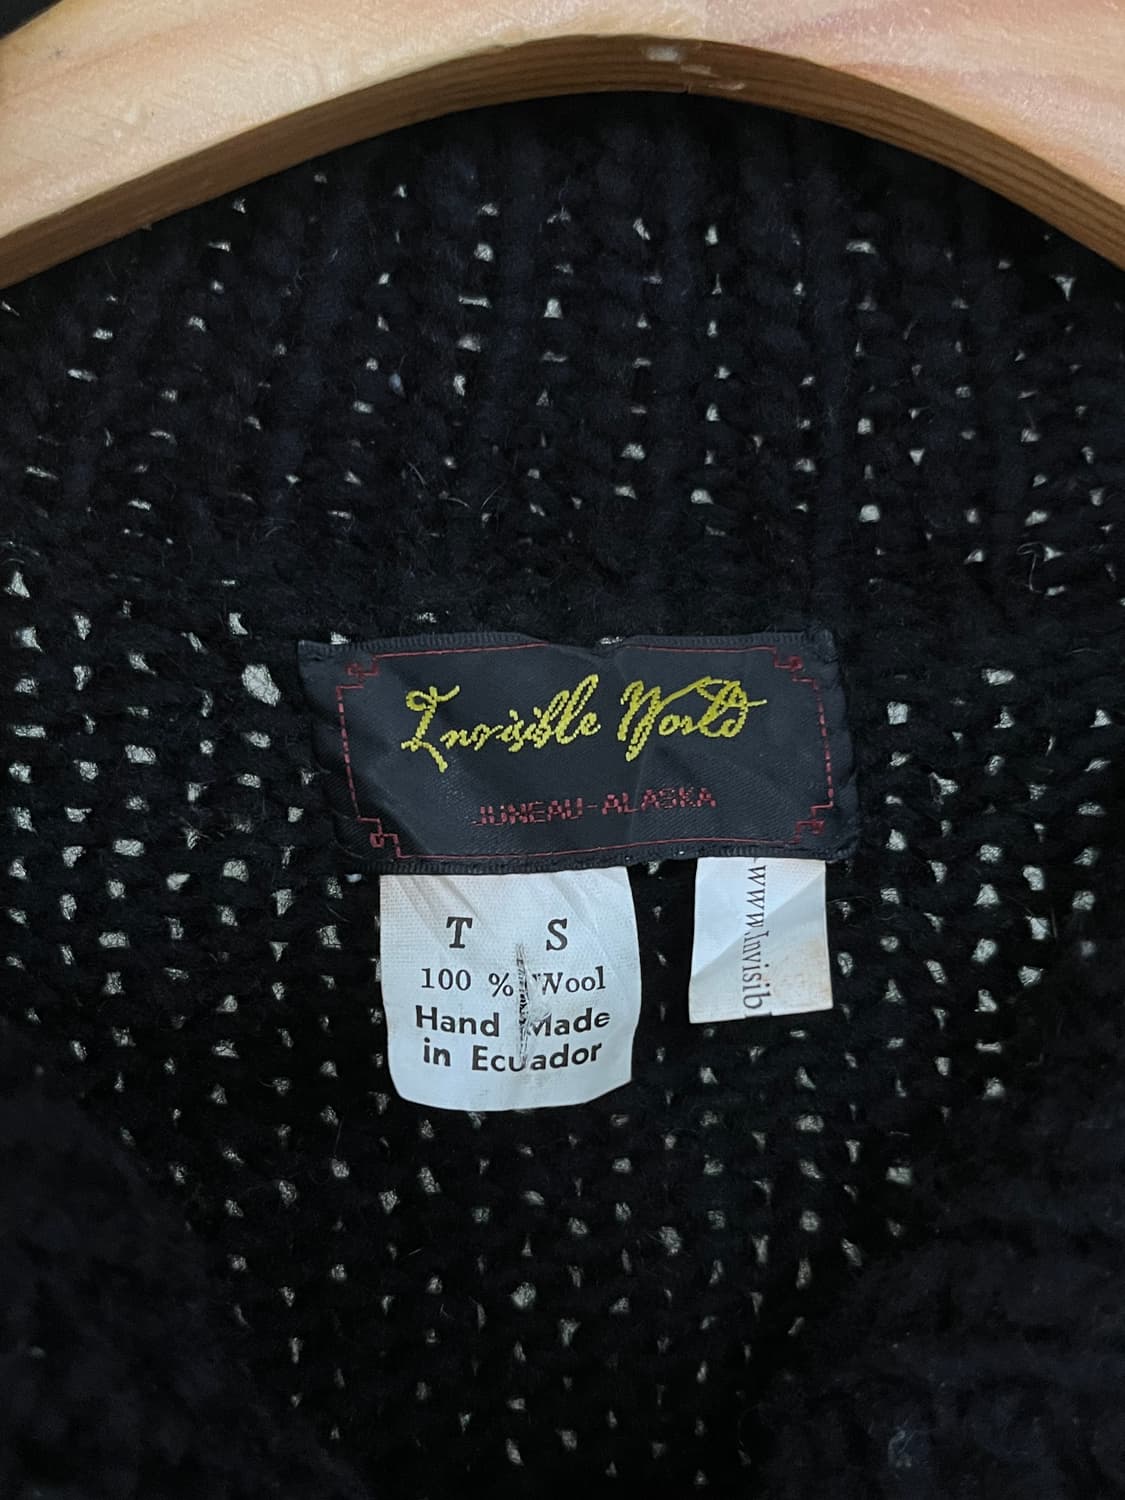 Invisible World
JUNEAU-ALASKA
T S
100 % Wool
Hand Made
in Ecuador
www.Invisib